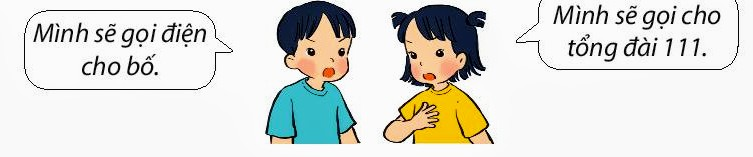 Mình sẽ gọi điện
cho bố.
Mình sẽ gọi cho
tổng đài 111.